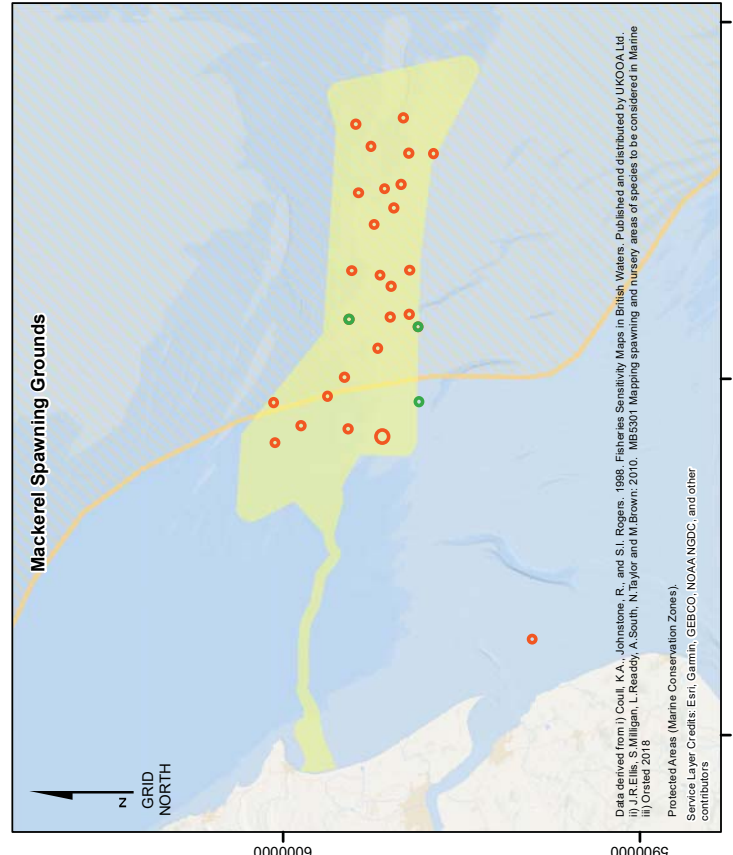 Mackerel Spawning Grounds
N
GRID
NORTH
Data derived from i) Coull, K.A., Johnstone, R., and S.I. Rogers. 1998. Fisheries Sensitivity Maps in British Waters. Published and distributed by UKOOA Ltd.
ii) J.R.Ellis, S.Milligan, L.Readdy, A.South, N.Taylor and M.Brown: 2010. MB5301 Mapping spawning and nursery areas of species to be considered in Marine
iii) Orsted 2018
Protected Areas (Marine Conservation Zones).
Service Layer Credits: Esri, Garmin, GEBCO, NOAA NGDC, and other
contributors